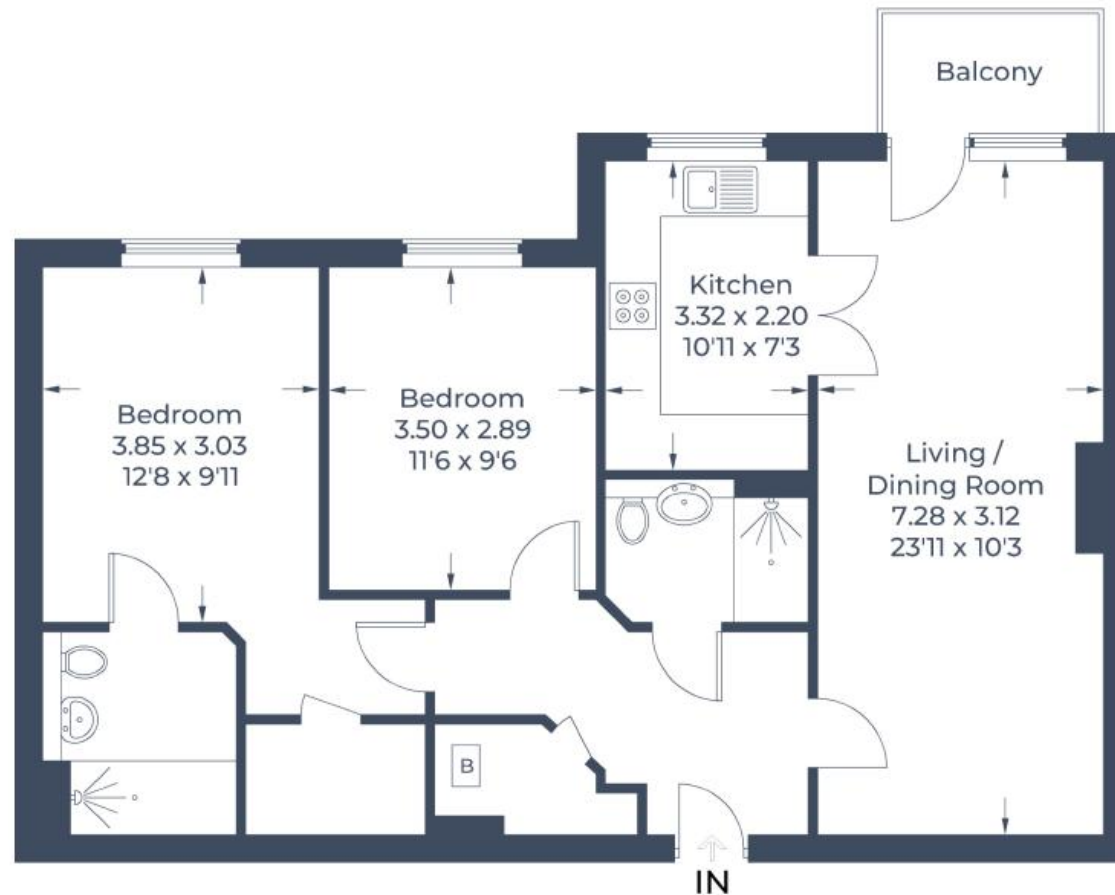 Balcony
Kitchen
3.32 x 2.20
10'11 x 7'3
Bedroom
3.85 x 3.03
12'8 x 9'11
Bedroom
3.50 x 2.89
11'6 x 9'6
Living /
Dining Room
7.28 x 3.12
23'11 x 10'3
B
IN